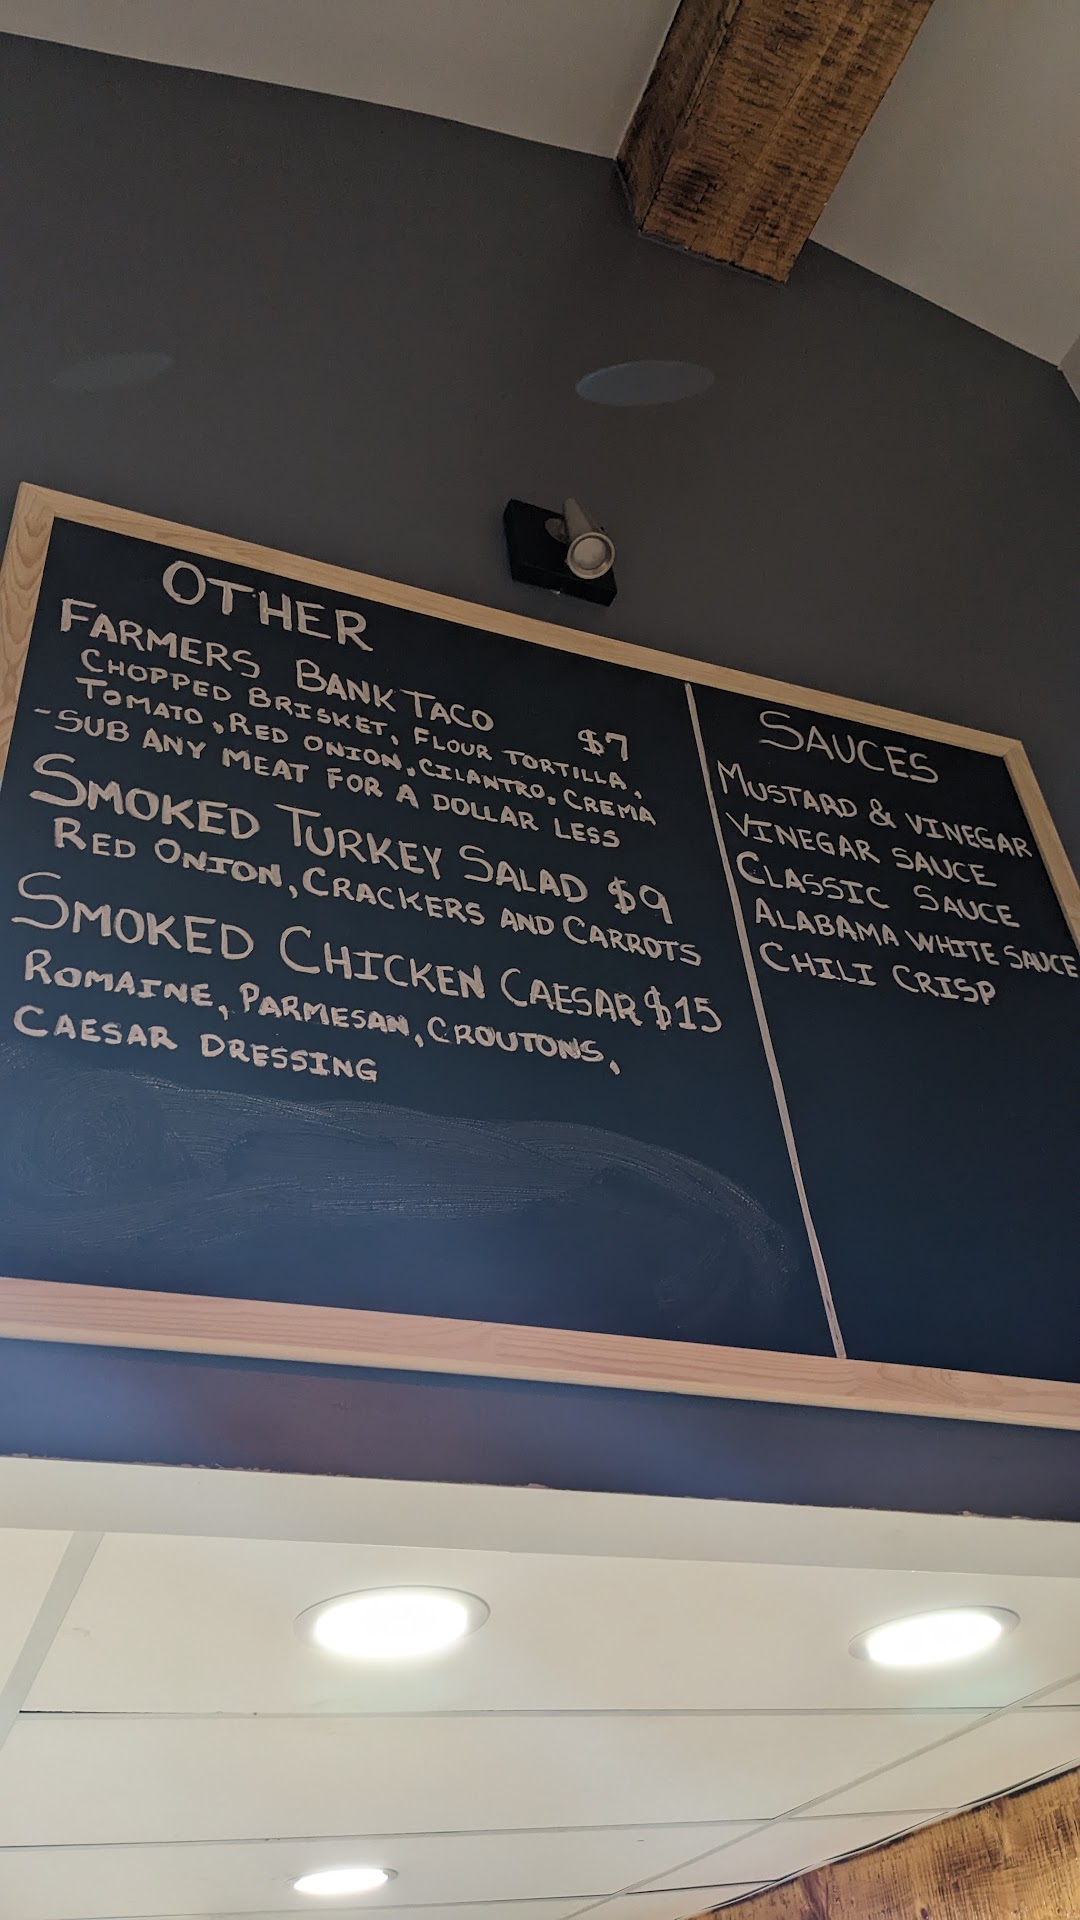 OTHER
FARMERS BANK TACO $7
CHOPPED BRISKET, FLOUR TORTILLA,
TOMATO, RED ONION, CILANTRO, CREMA
-SUB ANY MEAT FOR A DOLLAR LESS
SMOKED TURKEY SALAD $9
RED ONION, CRACKERS AND CARROTS
SMOKED CHICKEN CAESAR $15
ROMAINE, PARMESAN, CROUTONS,
CAESAR DRESSING
SAUCES
MUSTARD & VINEGAR
VINEGAR SAUCE
CLASSIC SAUCE
ALABAMA WHITE SAUCE
CHILI CRISP